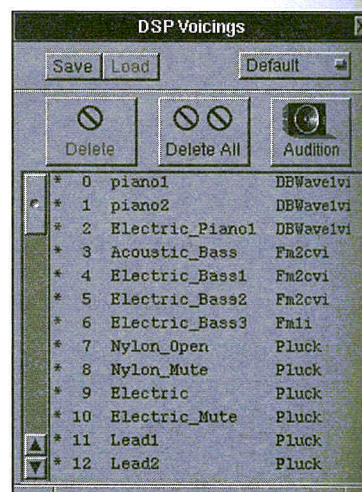 DSP Voicings
Save Load Default
Delete Delete All Audition
* 0 piano1 DBWave1vi
* 1 piano2 DBWave1vi
* 2 Electric_Piano1 DBWave1vi
* 3 Acoustic_Bass Fm2cvi
* 4 Electric_Bass1 Fm2cvi
* 5 Electric_Bass2 Fm2cvi
* 6 Electric_Bass3 Fm1i
* 7 Nylon_Open Pluck
* 8 Nylon_Mute Pluck
* 9 Electric Pluck
* 10 Electric_Mute Pluck
* 11 Lead1 Pluck
* 12 Lead2 Pluck